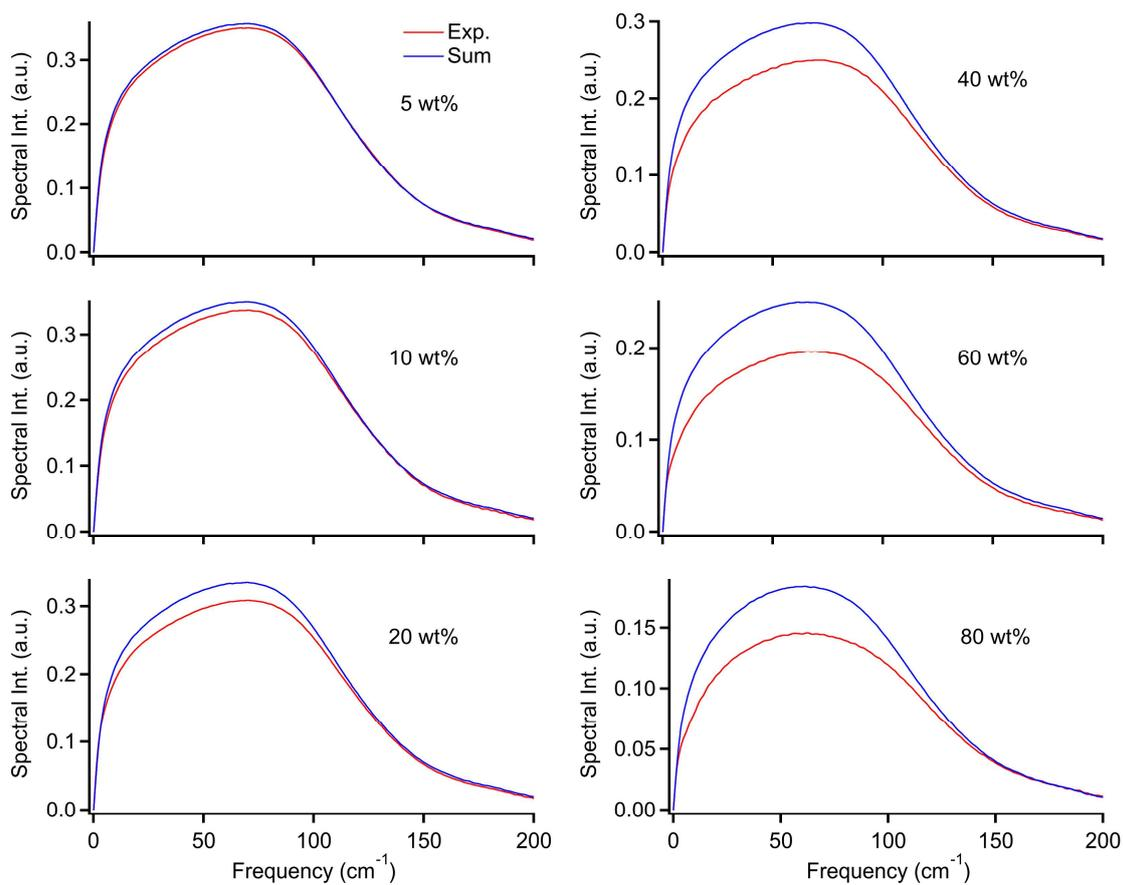 Spectral Int. (a.u.)
0.3
0.2
0.1
0.0
Exp.
Sum
5 wt%
Spectral Int. (a.u.)
0.3
0.2
0.1
0.0
40 wt%
Spectral Int. (a.u.)
0.3
0.2
0.1
0.0
10 wt%
Spectral Int. (a.u.)
0.2
0.1
0.0
60 wt%
Spectral Int. (a.u.)
0.3
0.2
0.1
0.0
20 wt%
0 50 100 150 200
Frequency (cm⁻¹)
Spectral Int. (a.u.)
0.15
0.10
0.05
0.00
80 wt%
0 50 100 150 200
Frequency (cm⁻¹)